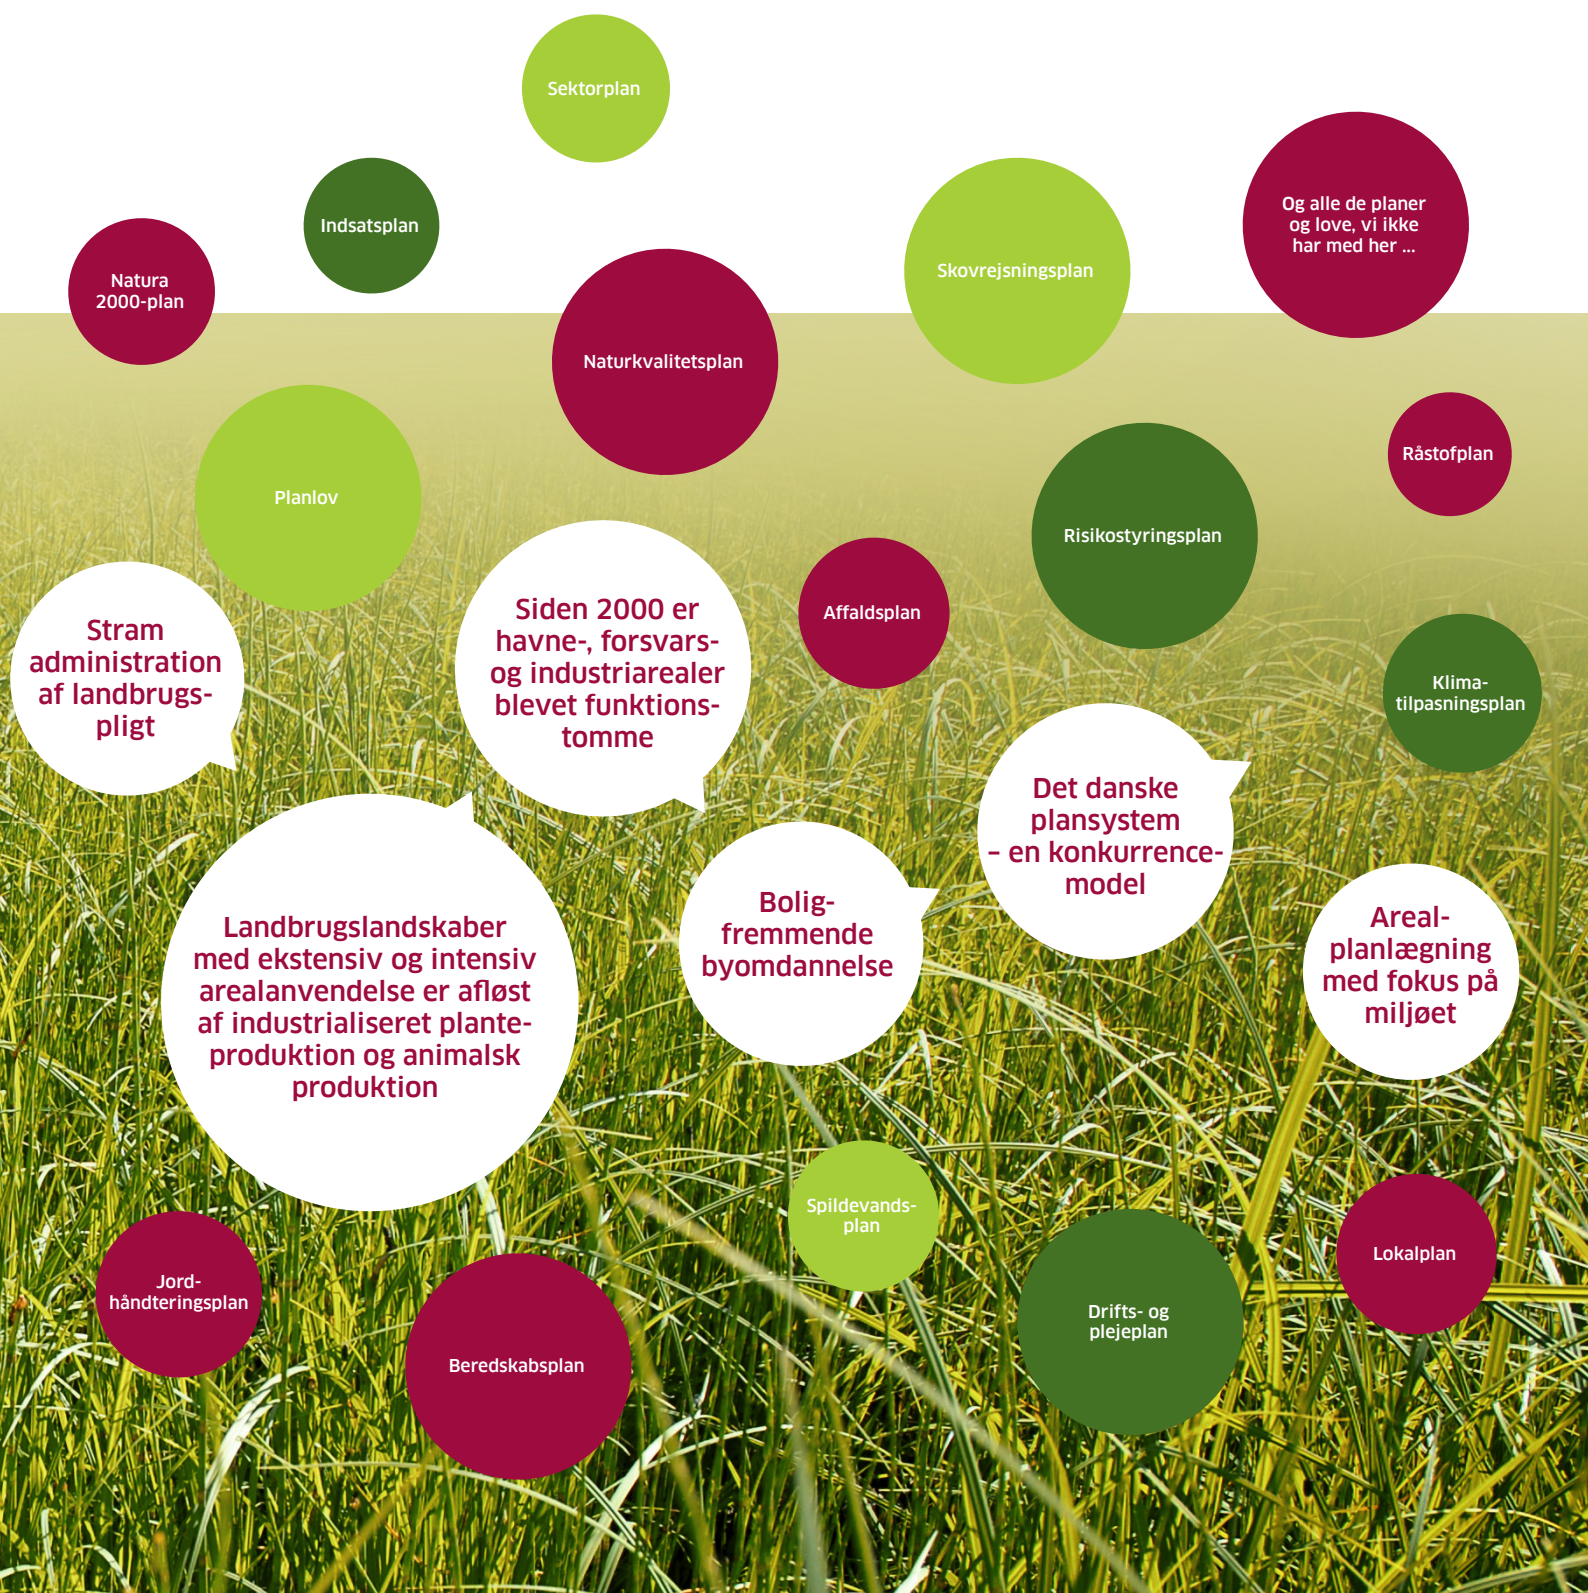 Sektorplan
Indsatsplan
Natura
2000-plan
Naturkvalitetsplan
Skovrejsningsplan
Og alle de planer
og love, vi ikke
har med her ...
Råstofplan
Planlov
Risikostyringsplan
Affaldsplan
Klima-
tilpasningsplan
Stram
administration
af landbrugs-
pligt
Siden 2000 er
havne-, forsvars-
og industriarealer
blevet funktions-
tomme
Det danske
plansystem
– en konkurrence-
model
Landbrugslandskaber
med ekstensiv og intensiv
arealanvendelse er afløst
af industrialiseret plante-
produktion og animalsk
produktion
Bolig-
fremmende
byomdannelse
Areal-
planlægning
med fokus på
miljøet
Spildevands-
plan
Jord-
håndteringsplan
Beredskabsplan
Drifts- og
plejeplan
Lokalplan